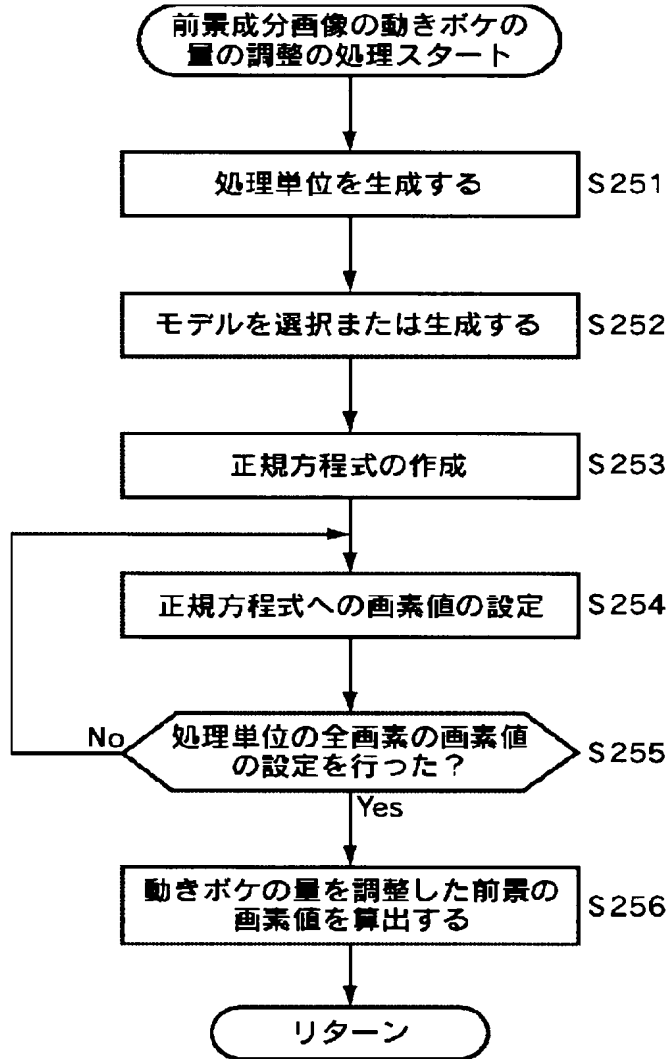 前景成分画像の動きボケの
量の調整の処理スタート
処理単位を生成する
S251
モデルを選択または生成する
S252
正規方程式の作成
S253
正規方程式への画素値の設定
S254
No
処理単位の全画素の画素値
の設定を行った?
S255
Yes
動きボケの量を調整した前景の
画素値を算出する
S256
リターン